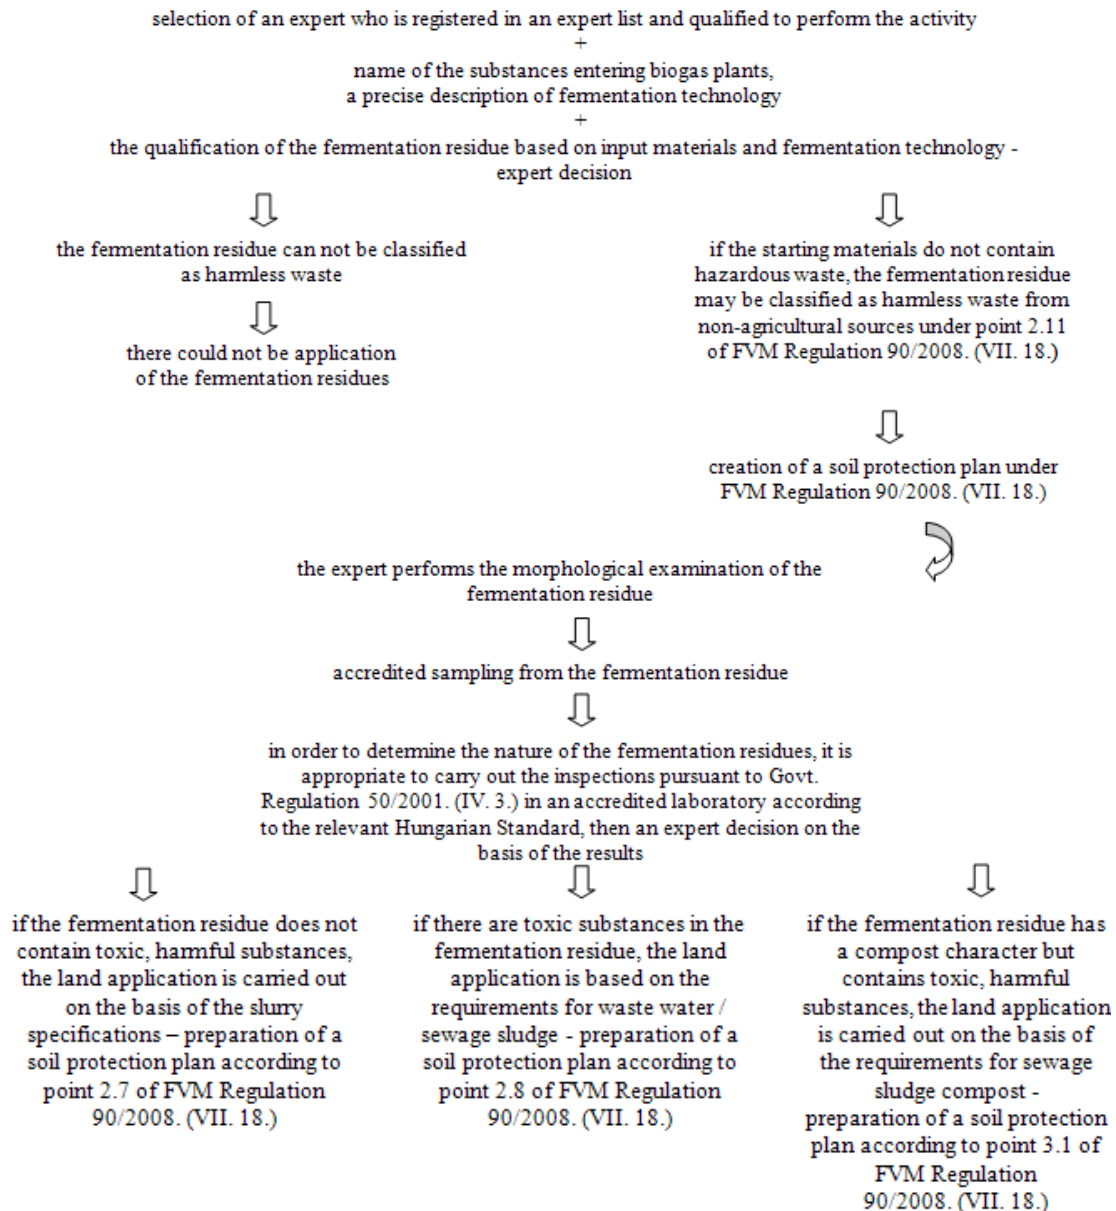 selection of an expert who is registered in an expert list and qualified to perform the activity
+
name of the substances entering biogas plants,
a precise description of fermentation technology
+
the qualification of the fermentation residue based on input materials and fermentation technology -
expert decision
the fermentation residue can not be classified
as harmless waste
there could not be application
of the fermentation residues
if the starting materials do not contain
hazardous waste, the fermentation residue
may be classified as harmless waste from
non-agricultural sources under point 2.11
of FVM Regulation 90/2008. (VII. 18.)
creation of a soil protection plan under
FVM Regulation 90/2008. (VII. 18.)
the expert performs the morphological examination of the
fermentation residue
accredited sampling from the fermentation residue
in order to determine the nature of the fermentation residues, it is
appropriate to carry out the inspections pursuant to Govt.
Regulation 50/2001. (IV. 3.) in an accredited laboratory according
to the relevant Hungarian Standard, then an expert decision on the
basis of the results
if the fermentation residue does not
contain toxic, harmful substances,
the land application is carried out
on the basis of the slurry
specifications – preparation of a
soil protection plan according to
point 2.7 of FVM Regulation
90/2008. (VII. 18.)
if there are toxic substances in the
fermentation residue, the land
application is based on the
requirements for waste water /
sewage sludge - preparation of a
soil protection plan according to
point 2.8 of FVM Regulation
90/2008. (VII. 18.)
if the fermentation residue has
a compost character but
contains toxic, harmful
substances, the land application
is carried out on the basis of
the requirements for sewage
sludge compost -
preparation of a soil protection
plan according to point 3.1 of
FVM Regulation
90/2008. (VII. 18.)